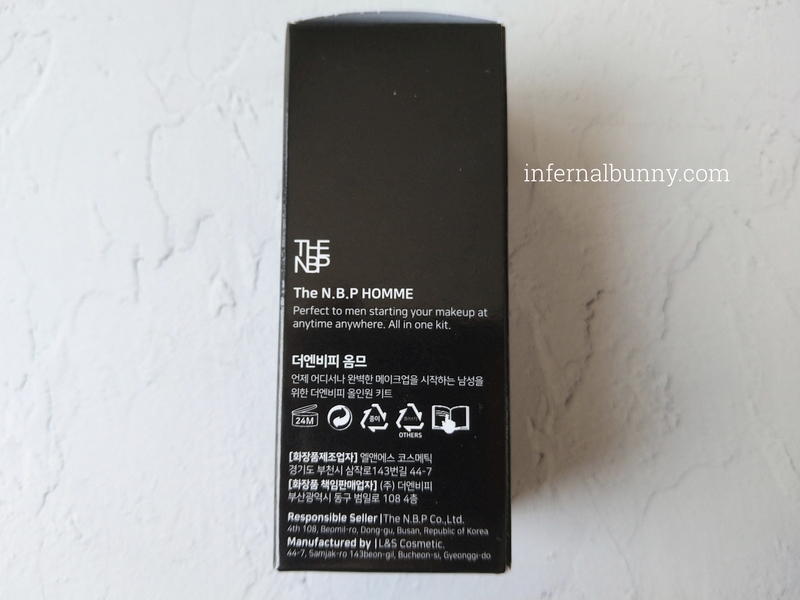 infernalbunny.com
THE
NBP
The N.B.P HOMME
Perfect to men starting your makeup at
anytime anywhere. All in one kit.
더엔비피 옴므
언제 어디서나 완벽한 메이크업을 시작하는 남성을
위한 더엔비피 올인원 키트
24M
종이
OTHERS
[화장품제조업자] 엘앤에스 코스메틱
경기도 부천시 삼작로143번길 44-7
[화장품 책임판매업자] (주) 더엔비피
부산광역시 동구 범일로 108 4층
Responsible Seller | The N.B.P Co.,Ltd.
4th 108, Beomil-ro, Dong-gu, Busan, Republic of Korea
Manufactured by | L&S Cosmetic.
44-7, Samjak-ro 143beon-gil, Bucheon-si, Gyeonggi-do